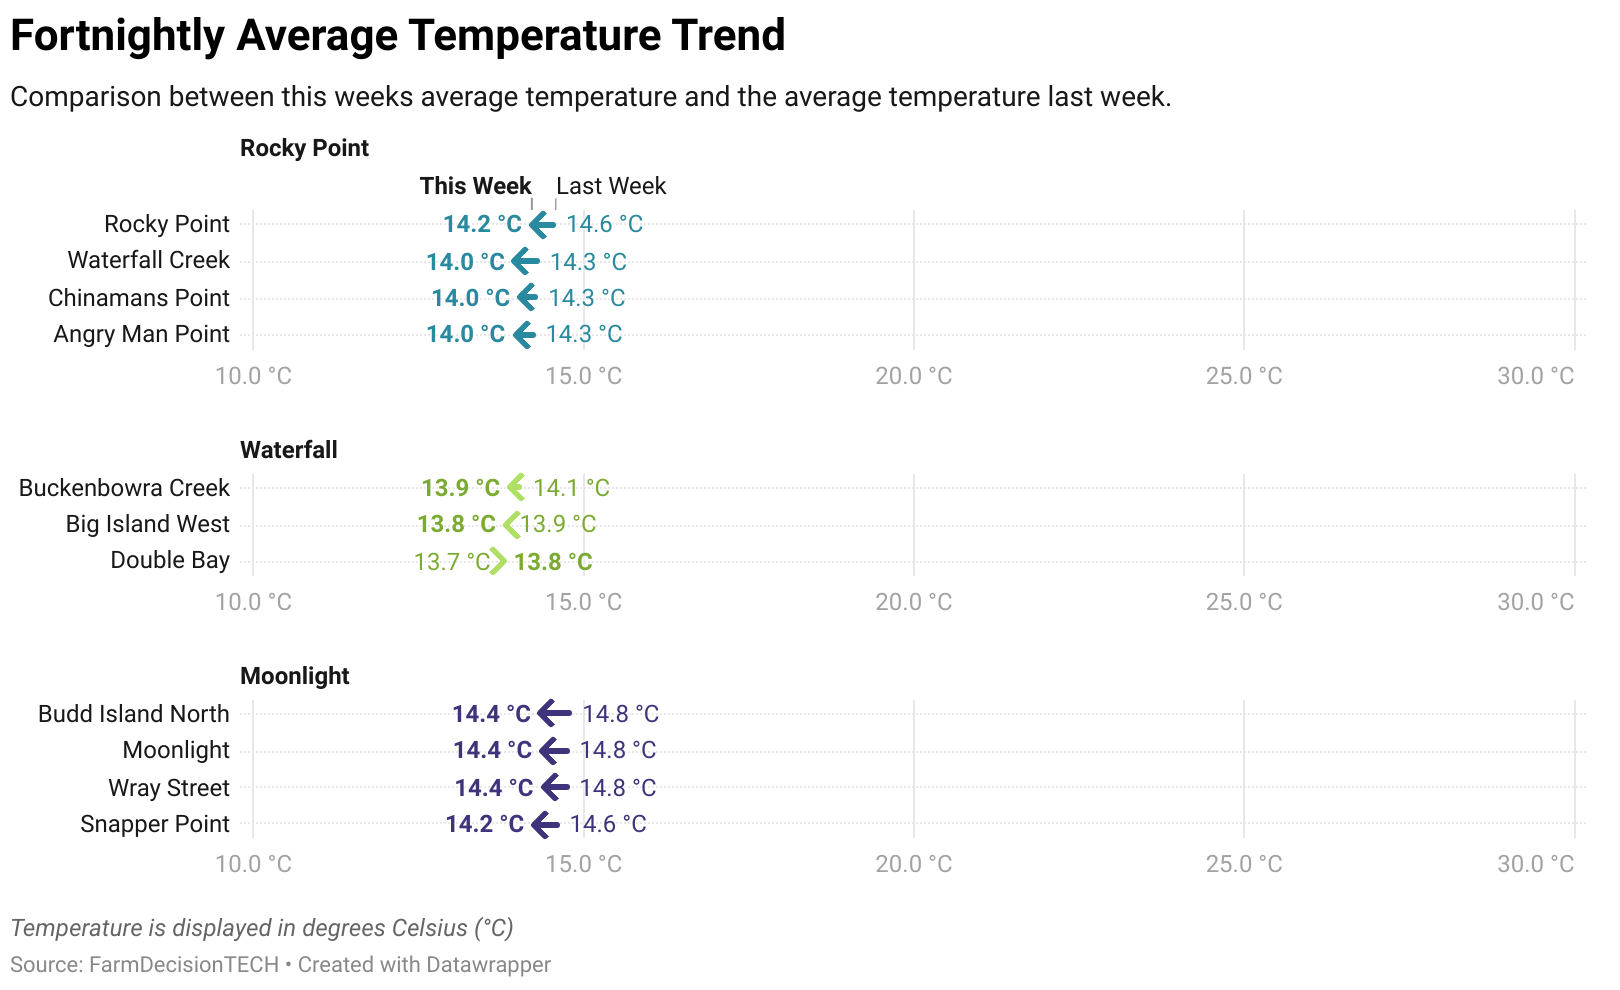 Fortnightly Average Temperature Trend
Comparison between this weeks average temperature and the average temperature last week.
Rocky Point
This Week Last Week
Rocky Point 14.2 °C 14.6 °C
Waterfall Creek 14.0 °C 14.3 °C
Chinamans Point 14.0 °C 14.3 °C
Angry Man Point 14.0 °C 14.3 °C
10.0 °C 15.0 °C 20.0 °C 25.0 °C 30.0 °C
Waterfall
Buckenbowra Creek 13.9 °C 14.1 °C
Big Island West 13.8 °C 13.9 °C
Double Bay 13.7 °C 13.8 °C
10.0 °C 15.0 °C 20.0 °C 25.0 °C 30.0 °C
Moonlight
Budd Island North 14.4 °C 14.8 °C
Moonlight 14.4 °C 14.8 °C
Wray Street 14.4 °C 14.8 °C
Snapper Point 14.2 °C 14.6 °C
10.0 °C 15.0 °C 20.0 °C 25.0 °C 30.0 °C
Temperature is displayed in degrees Celsius (°C)
Source: FarmDecisionTECH • Created with Datawrapper